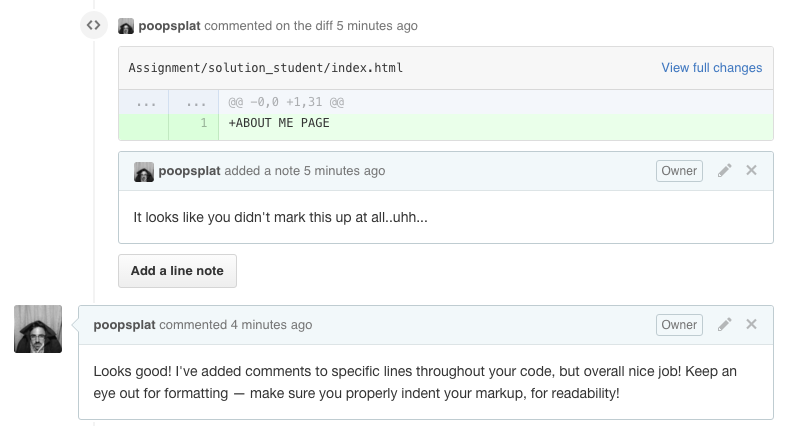 poopsplat commented on the diff 5 minutes ago
Assignment/solution_student/index.html View full changes
... ... @@ -0,0 +1,31 @@
1 +ABOUT ME PAGE
poopsplat added a note 5 minutes ago Owner
It looks like you didn't mark this up at all..uhh...
Add a line note
poopsplat commented 4 minutes ago Owner
Looks good! I've added comments to specific lines throughout your code, but overall nice job! Keep an
eye out for formatting — make sure you properly indent your markup, for readability!